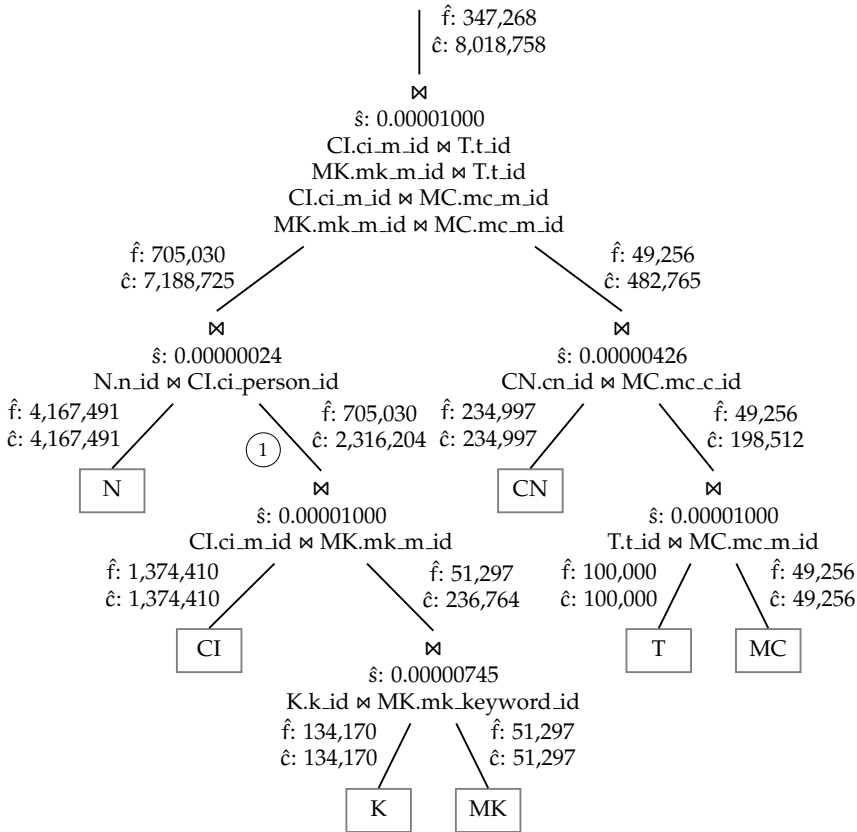 f̂: 347,268
ĉ: 8,018,758
⋈
ŝ: 0.00001000
CI.ci_m_id ⋈ T.t_id
MK.mk_m_id ⋈ T.t_id
CI.ci_m_id ⋈ MC.mc_m_id
MK.mk_m_id ⋈ MC.mc_m_id
f̂: 705,030
ĉ: 7,188,725
f̂: 49,256
ĉ: 482,765
⋈
ŝ: 0.00000024
N.n_id ⋈ CI.ci_person_id
⋈
ŝ: 0.00000426
CN.cn_id ⋈ MC.mc_c_id
f̂: 4,167,491
ĉ: 4,167,491
1
f̂: 705,030
ĉ: 2,316,204
f̂: 234,997
ĉ: 234,997
f̂: 49,256
ĉ: 198,512
N
⋈
ŝ: 0.00001000
CI.ci_m_id ⋈ MK.mk_m_id
CN
⋈
ŝ: 0.00001000
T.t_id ⋈ MC.mc_m_id
f̂: 1,374,410
ĉ: 1,374,410
f̂: 51,297
ĉ: 236,764
f̂: 100,000
ĉ: 100,000
f̂: 49,256
ĉ: 49,256
CI
⋈
ŝ: 0.00000745
K.k_id ⋈ MK.mk_keyword_id
T
MC
f̂: 134,170
ĉ: 134,170
f̂: 51,297
ĉ: 51,297
K
MK